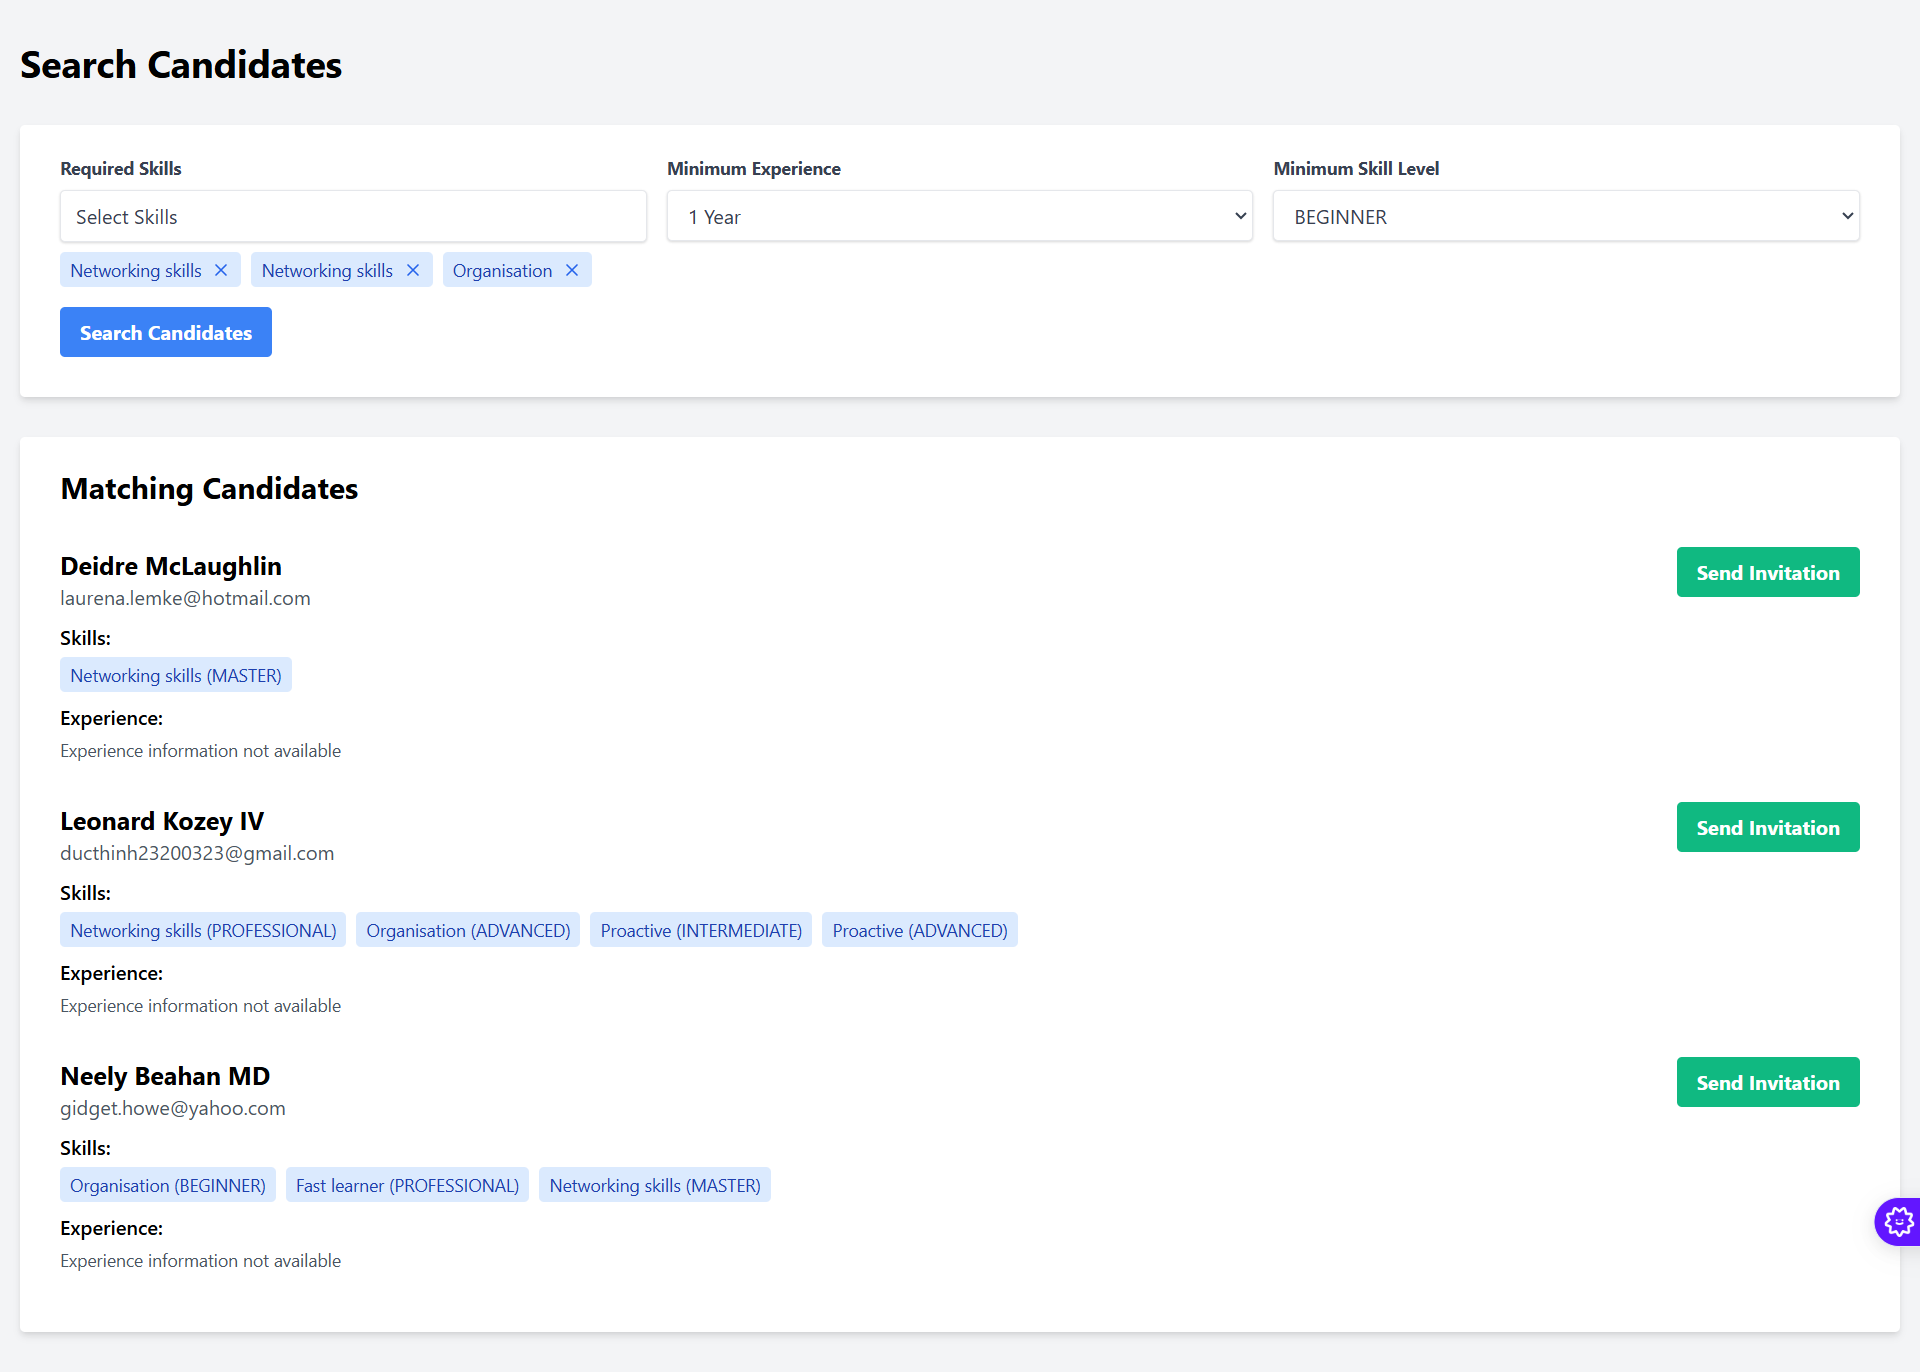 Search Candidates
Required Skills
Minimum Experience
Minimum Skill Level
Select Skills
1 Year
BEGINNER
Networking skills
Networking skills
Organisation
Search Candidates
Matching Candidates
Deidre McLaughlin
Send Invitation
laurena.lemke@hotmail.com
Skills:
Networking skills (MASTER)
Experience:
Experience information not available
Leonard Kozey IV
Send Invitation
ducthinh23200323@gmail.com
Skills:
Networking skills (PROFESSIONAL)
Organisation (ADVANCED)
Proactive (INTERMEDIATE)
Proactive (ADVANCED)
Experience:
Experience information not available
Neely Beahan MD
Send Invitation
gidget.howe@yahoo.com
Skills:
Organisation (BEGINNER)
Fast learner (PROFESSIONAL)
Networking skills (MASTER)
Experience:
Experience information not available